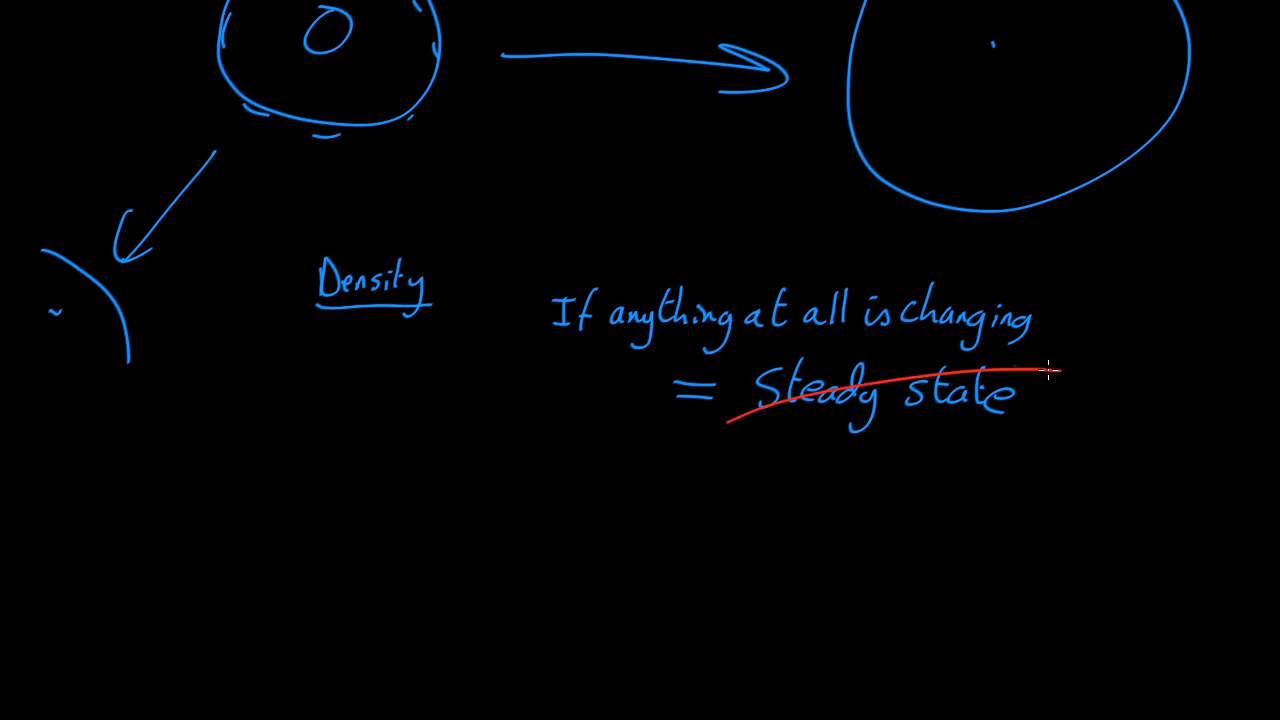 Density
If anything at all is changing
= Steady state